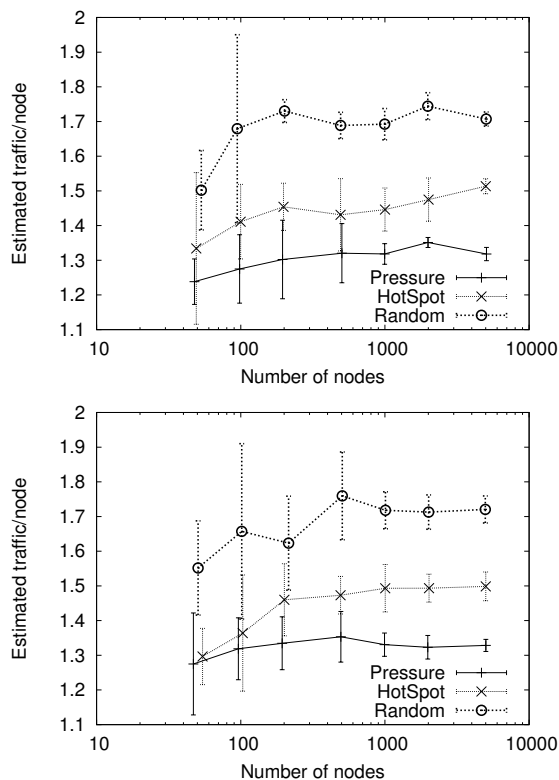 2
1.9
1.8
1.7
1.6
1.5
1.4
1.3
1.2
1.1
Estimated traffic/node
Pressure
HotSpot
Random
10 100 1000 10000
Number of nodes
2
1.9
1.8
1.7
1.6
1.5
1.4
1.3
1.2
1.1
Estimated traffic/node
Pressure
HotSpot
Random
10 100 1000 10000
Number of nodes